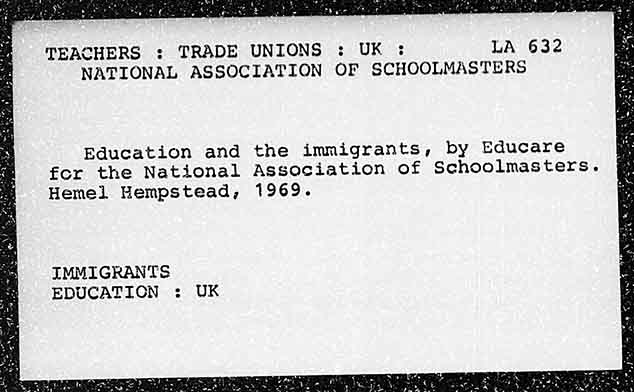 TEACHERS : TRADE UNIONS : UK : LA 632
NATIONAL ASSOCIATION OF SCHOOLMASTERS
Education and the immigrants, by Educare
for the National Association of Schoolmasters.
Hemel Hempstead, 1969.
IMMIGRANTS
EDUCATION : UK